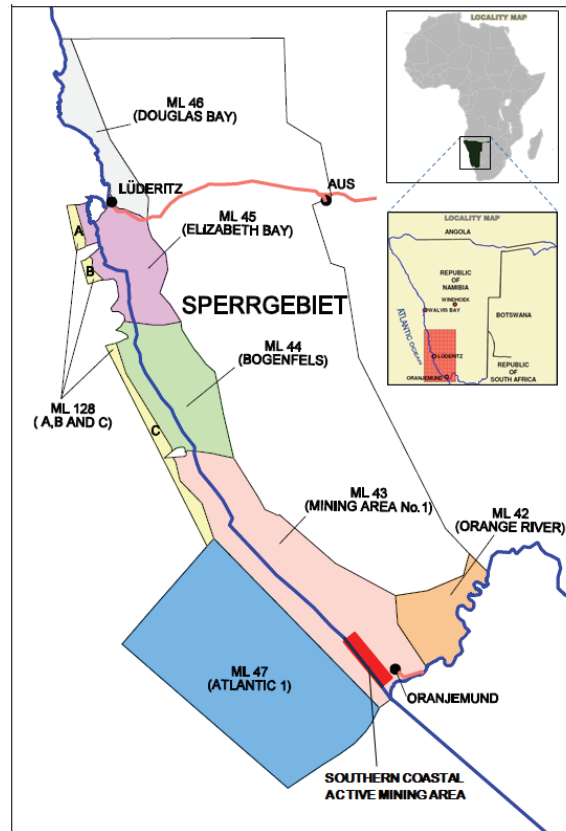 LOCALITY MAP
ML 46
(DOUGLAS BAY)
LÜDERITZ
AUS
ML 45
(ELIZABETH BAY)
A
B
SPERRGEBIET
ML 44
(BOGENFELS)
ML 128
( A,B AND C)
C
ML 43
(MINING AREA No.1)
ML 42
(ORANGE RIVER)
ML 47
(ATLANTIC 1)
ORANJEMUND
SOUTHERN COASTAL
ACTIVE MINING AREA
LOCALITY MAP
ANGOLA
REPUBLIC
OF
NAMIBIA
WINDHOEK
WALVIS BAY
BOTSWANA
ATLANTIC OCEAN
LÜDERITZ
ORANJEMUND
REPUBLIC
OF
SOUTH AFRICA